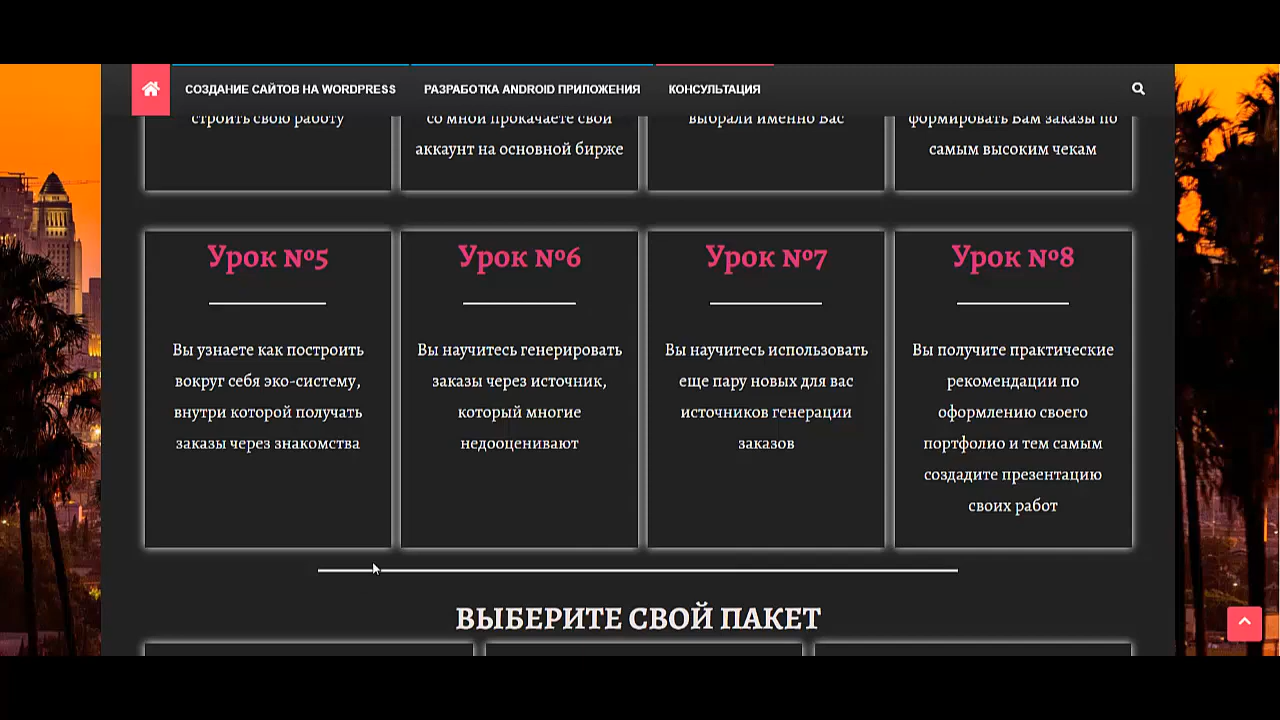 СОЗДАНИЕ САЙТОВ НА WORDPRESS
РАЗРАБОТКА ANDROID ПРИЛОЖЕНИЯ
КОНСУЛЬТАЦИЯ
строить свою работу
со мной прокачаете свой
аккаунт на основной бирже
выбрали именно Вас
формировать Вам заказы по
самым высоким чекам
Урок №5
Вы узнаете как построить
вокруг себя эко-систему,
внутри которой получать
заказы через знакомства
Урок №6
Вы научитесь генерировать
заказы через источник,
который многие
недооценивают
Урок №7
Вы научитесь использовать
еще пару новых для вас
источников генерации
заказов
Урок №8
Вы получите практические
рекомендации по
оформлению своего
портфолио и тем самым
создадите презентацию
своих работ
ВЫБЕРИТЕ СВОЙ ПАКЕТ